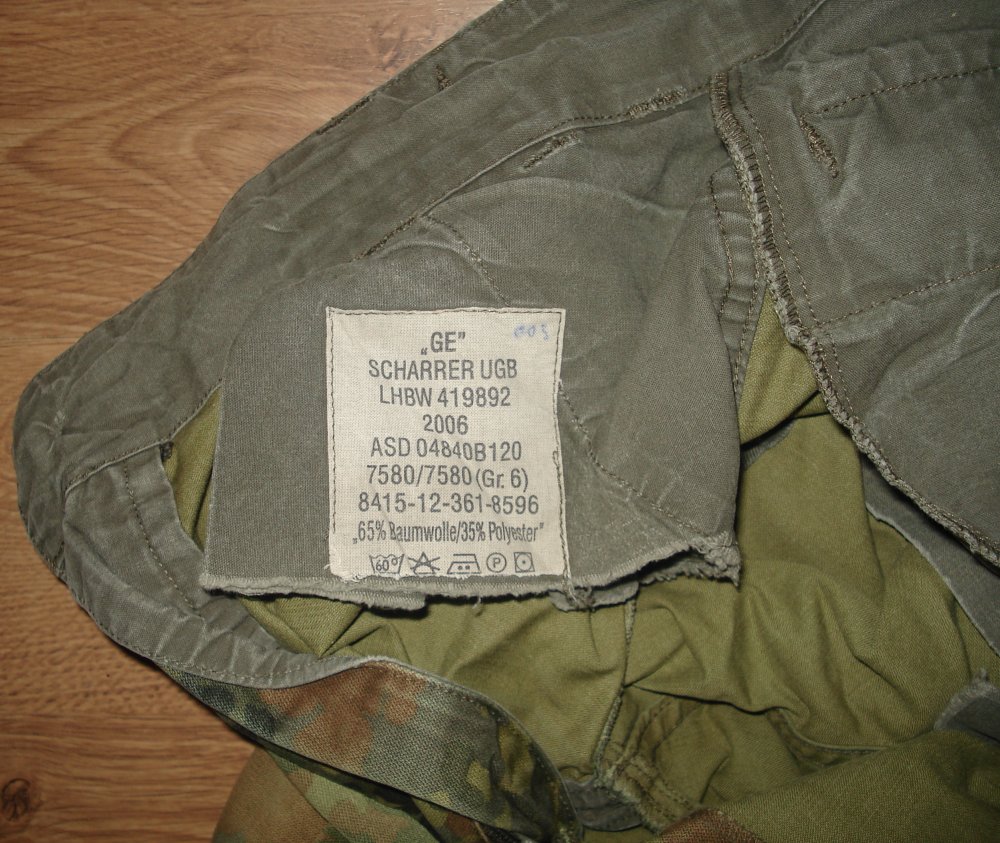 „GE”
SCHARRER UGB
LHBW 419892
2006
ASD 04840B120
7580/7580 (Gr. 6)
8415-12-361-8596
„65% Baumwolle/35% Polyester”
60° P